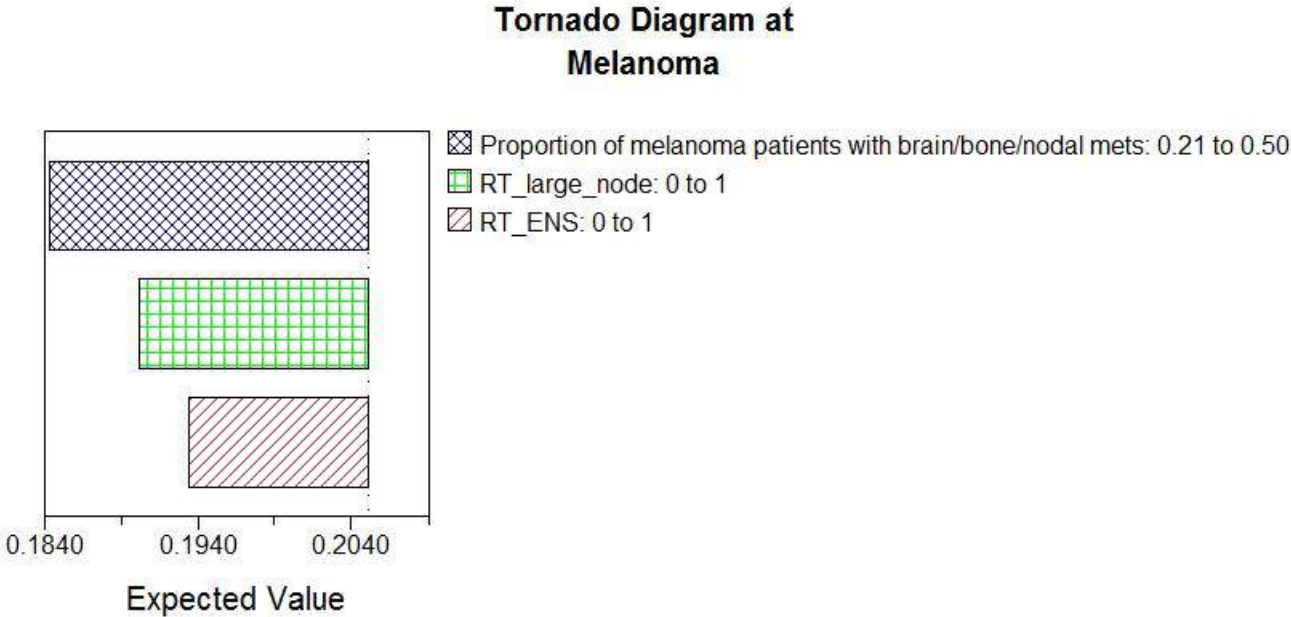 Tornado Diagram at
Melanoma
Proportion of melanoma patients with brain/bone/nodal mets: 0.21 to 0.50
RT_large_node: 0 to 1
RT_ENS: 0 to 1
0.1840 0.1940 0.2040
Expected Value